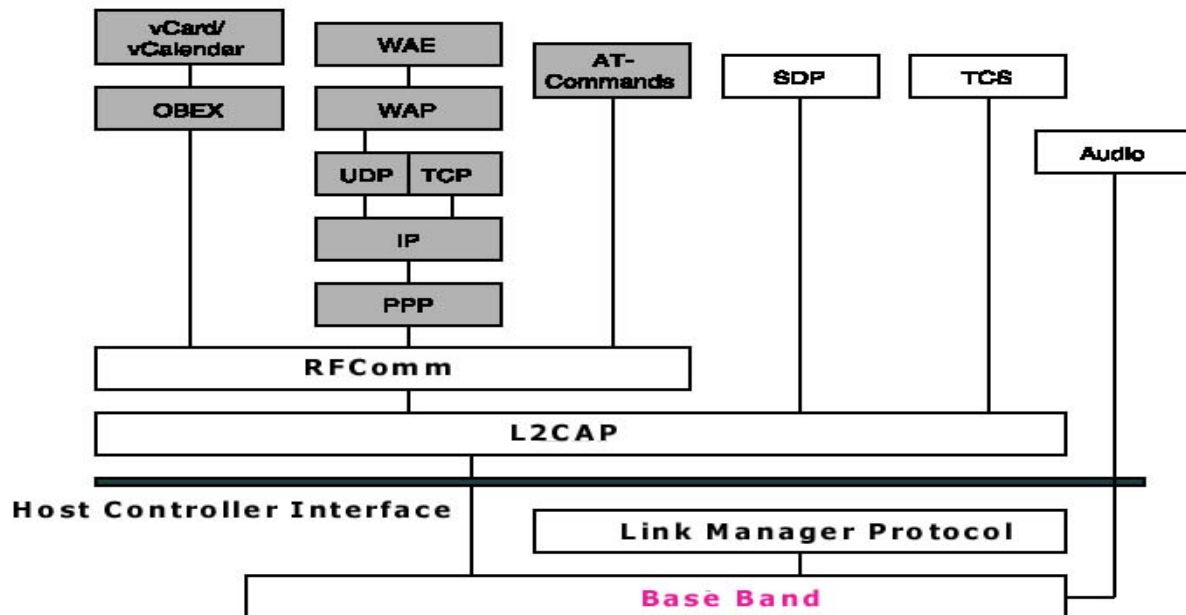 vCard/
vCalendar
WAE
AT-
Commands
SDP
TCS
OBEX
WAP
Audio
UDP
TCP
IP
PPP
RFComm
L2CAP
Host Controller Interface
Link Manager Protocol
Base Band